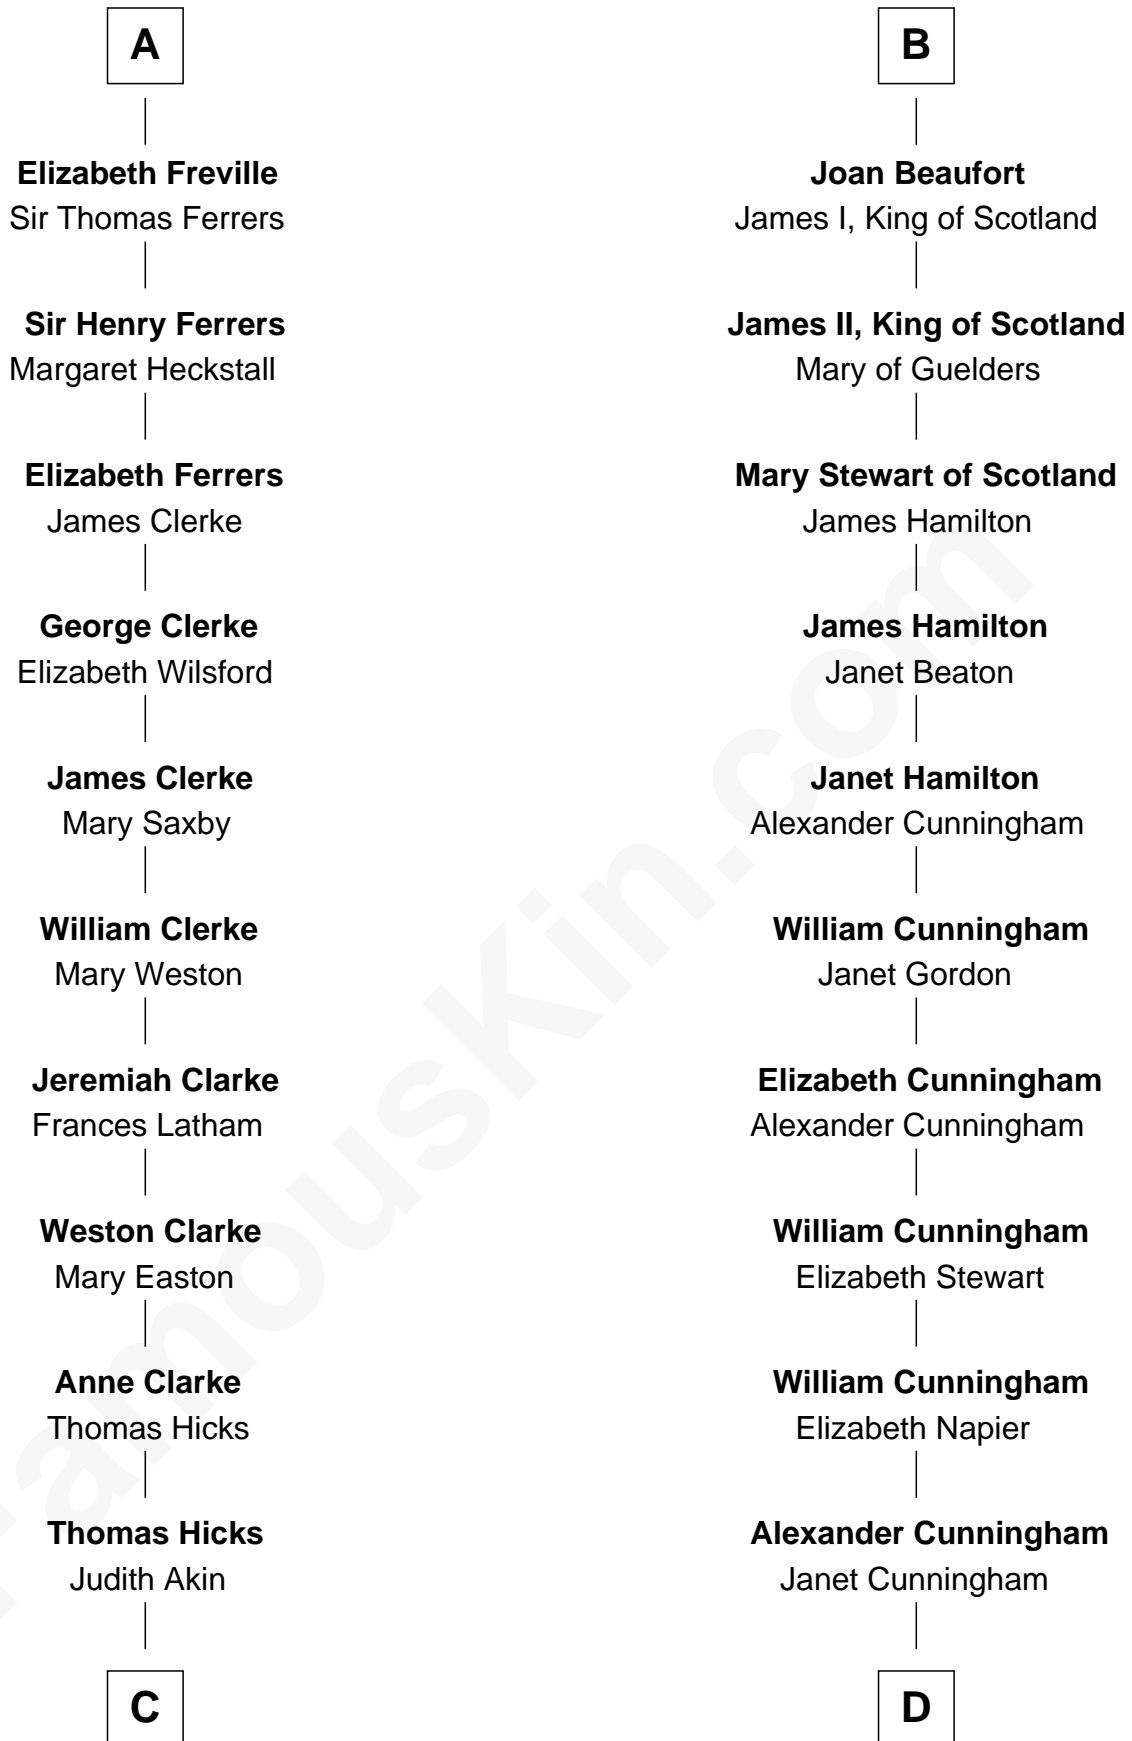 A
Elizabeth Freville
Sir Thomas Ferrers
Sir Henry Ferrers
Margaret Heckstall
Elizabeth Ferrers
James Clerke
George Clerke
Elizabeth Wilsford
James Clerke
Mary Saxby
William Clerke
Mary Weston
Jeremiah Clarke
Frances Latham
Weston Clarke
Mary Easton
Anne Clarke
Thomas Hicks
Thomas Hicks
Judith Akin
C
B
Joan Beaufort
James I, King of Scotland
James II, King of Scotland
Mary of Guelders
Mary Stewart of Scotland
James Hamilton
James Hamilton
Janet Beaton
Janet Hamilton
Alexander Cunningham
William Cunningham
Janet Gordon
Elizabeth Cunningham
Alexander Cunningham
William Cunningham
Elizabeth Stewart
William Cunningham
Elizabeth Napier
Alexander Cunningham
Janet Cunningham
D
FamousKin.com